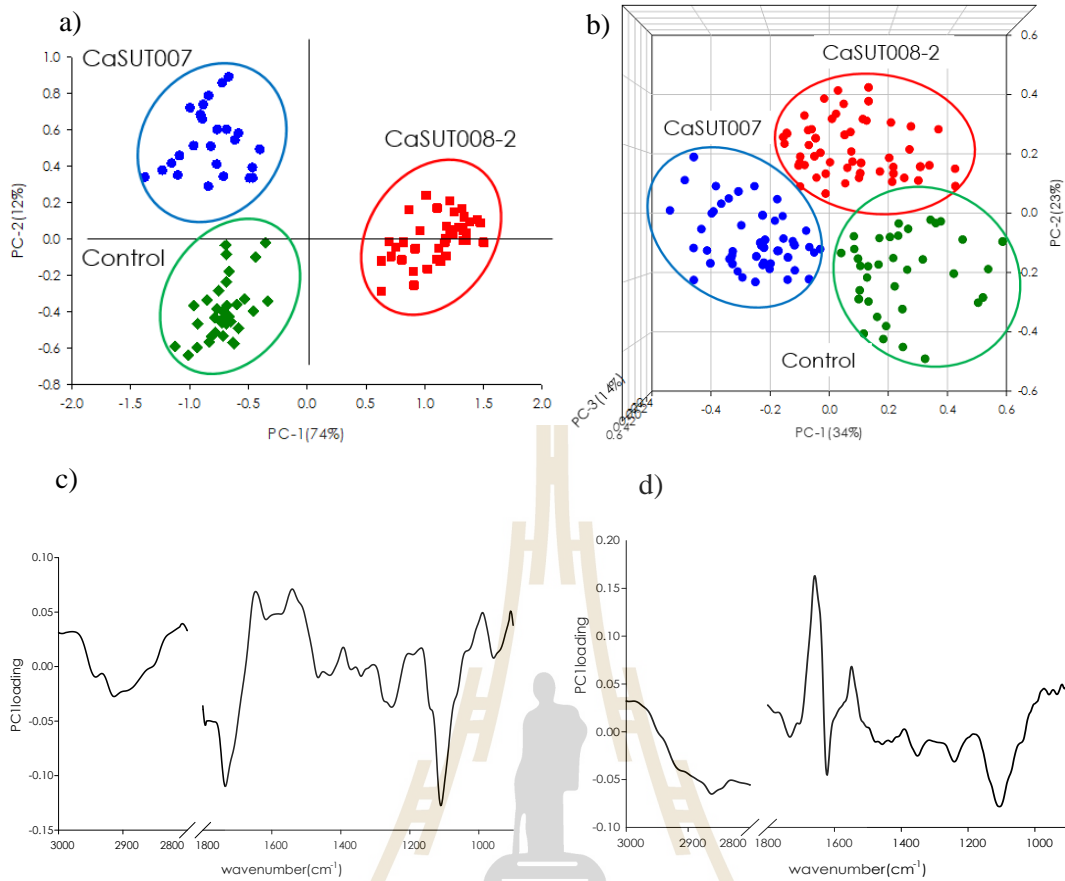 a)
CaSUT007
CaSUT008-2
Control
PC-2(12%)
1.0
0.8
0.6
0.4
0.2
0.0
-0.2
-0.4
-0.6
-0.8
-2.0 -1.5 -1.0 -0.5 0.0 0.5 1.0 1.5 2.0
PC-1(74%)
b)
CaSUT008-2
CaSUT007
Control
0.6
0.4
0.2
0.0
-0.2
-0.4
-0.6
PC-2(23%)
PC-3(14%)
-0.4 -0.2 0.0 0.2 0.4 0.6
PC-1(34%)
c)
PC1loading
0.10
0.05
0.00
-0.05
-0.10
-0.15
3000 2900 2800 1800 1600 1400 1200 1000
wavenumber(cm-1)
d)
PC1loading
0.20
0.15
0.10
0.05
0.00
-0.05
-0.10
3000 2900 2800 1800 1600 1400 1200 1000
wavenumber(cm-1)